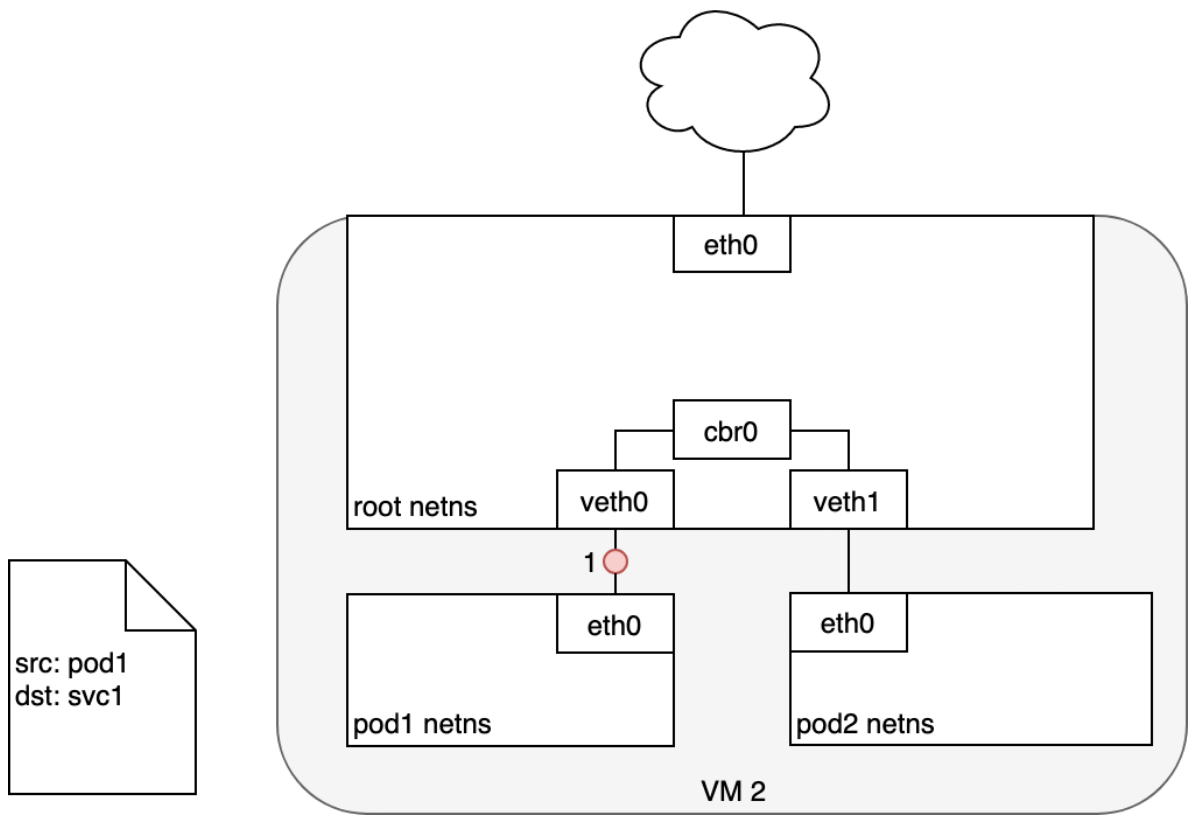 eth0
cbr0
veth0
veth1
root netns
1
eth0
eth0
src: pod1
dst: svc1
pod1 netns
pod2 netns
VM 2